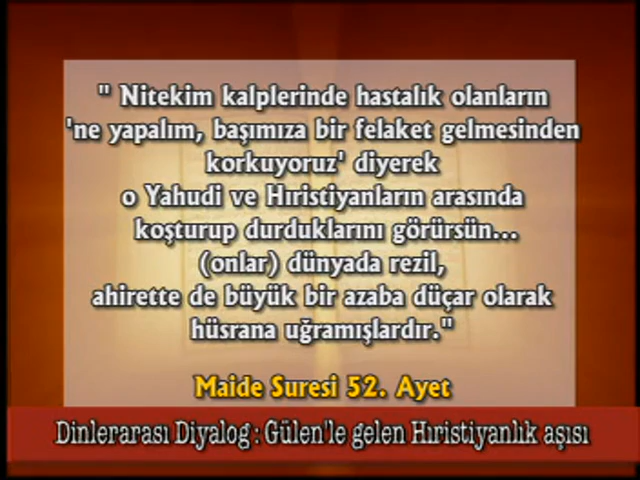 " Nitekim kalplerinde hastalık olanların
'ne yapalım, başımıza bir felaket gelmesinden
korkuyoruz' diyerek
o Yahudi ve Hıristiyanların arasında
koşturup durduklarını görürsün...
(onlar) dünyada rezil,
ahirette de büyük bir azaba düçar olarak
hüsrana uğramışlardır."
Maide Suresi 52. Ayet
Dinlerarası Diyalog : Gülen'le gelen Hıristiyanlık aşısı